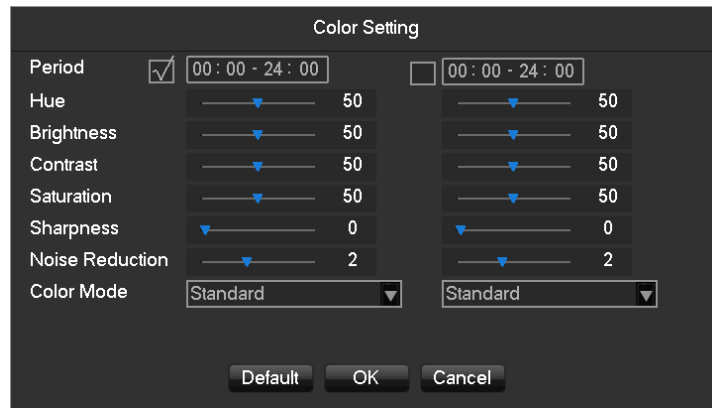 Color Setting
Period 00:00 - 24:00 00:00 - 24:00
Hue 50 50
Brightness 50 50
Contrast 50 50
Saturation 50 50
Sharpness 0 0
Noise Reduction 2 2
Color Mode Standard Standard
Default OK Cancel